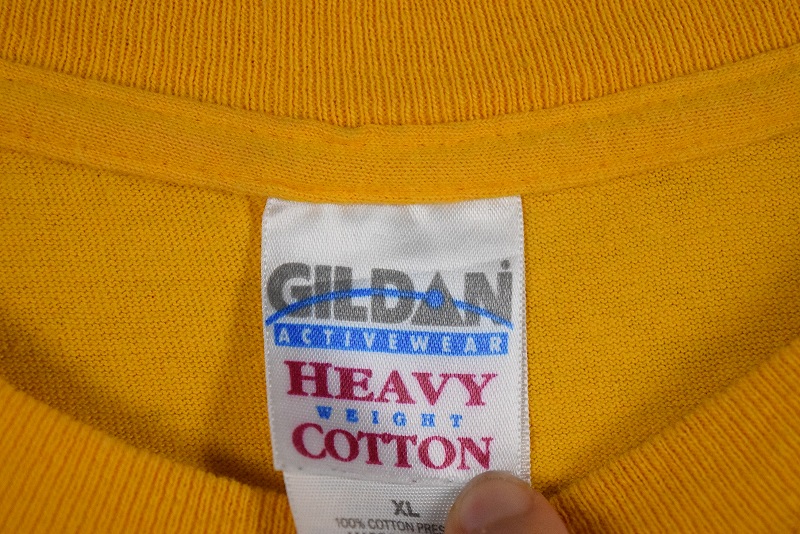 GILDAN
ACTIVEWEAR
HEAVY
WEIGHT
COTTON
XL
100% COTTON